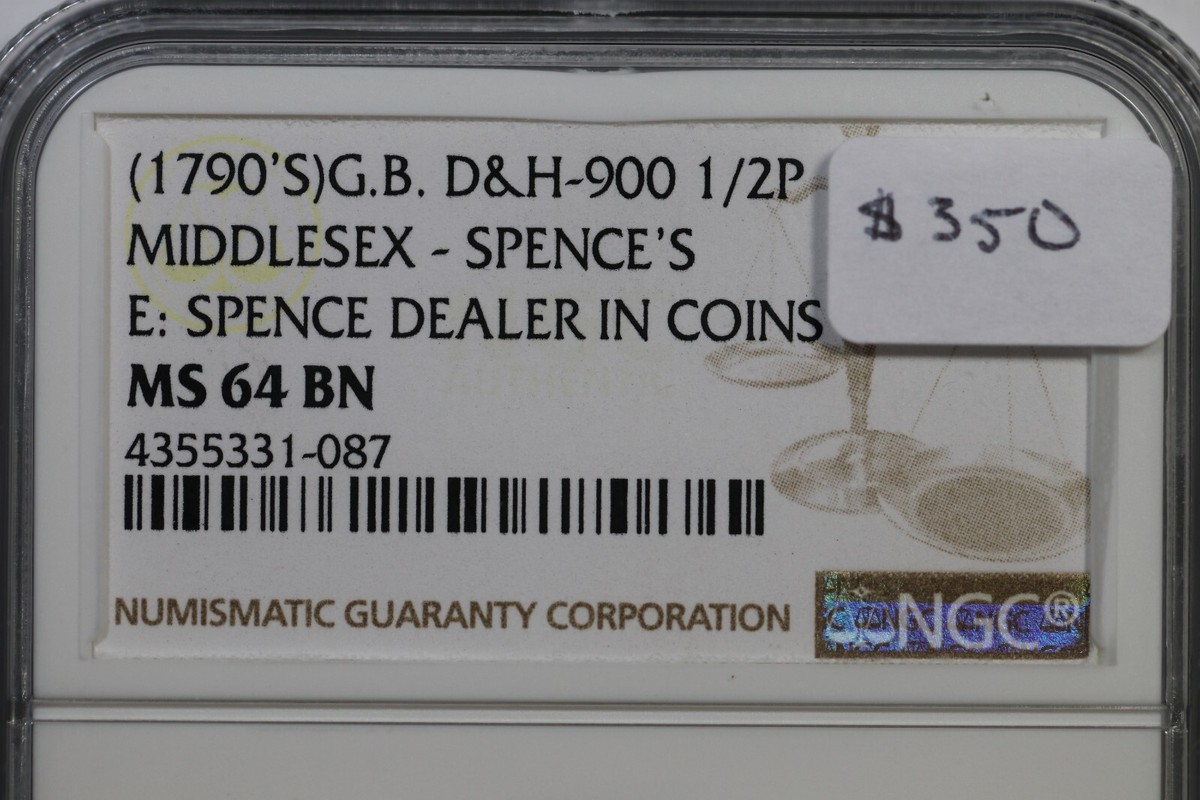 (1790'S)G.B. D&H-900 1/2P
$350
MIDDLESEX - SPENCE'S
E: SPENCE DEALER IN COINS
MS 64 BN
4355331-087
NUMISMATIC GUARANTY CORPORATION
NGC®